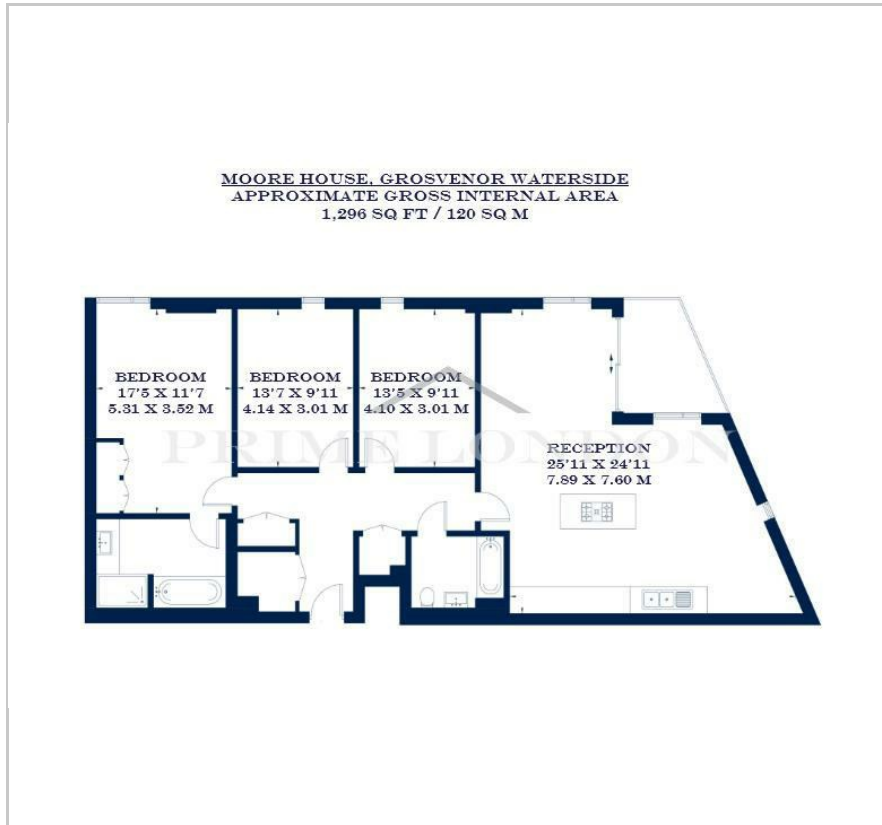 MOORE HOUSE, GROSVENOR WATERSIDE
APPROXIMATE GROSS INTERNAL AREA
1,296 SQ FT / 120 SQ M
BEDROOM
17'5 X 11'7
5.31 X 3.52 M
BEDROOM
13'7 X 9'11
4.14 X 3.01 M
BEDROOM
13'5 X 9'11
4.10 X 3.01 M
PRIME LONDON
RECEPTION
25'11 X 24'11
7.89 X 7.60 M